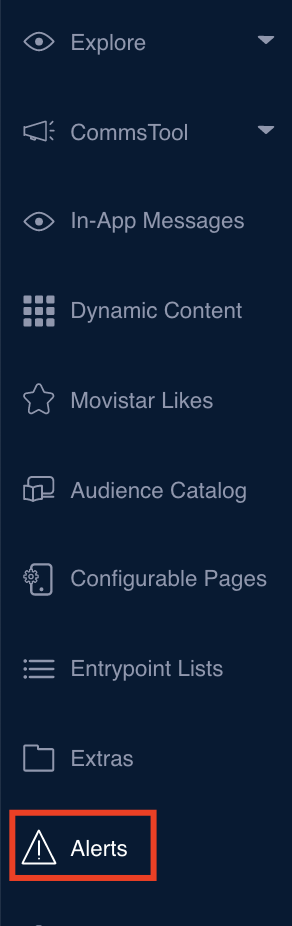 Explore
CommsTool
In-App Messages
Dynamic Content
Movistar Likes
Audience Catalog
Configurable Pages
Entrypoint Lists
Extras
Alerts